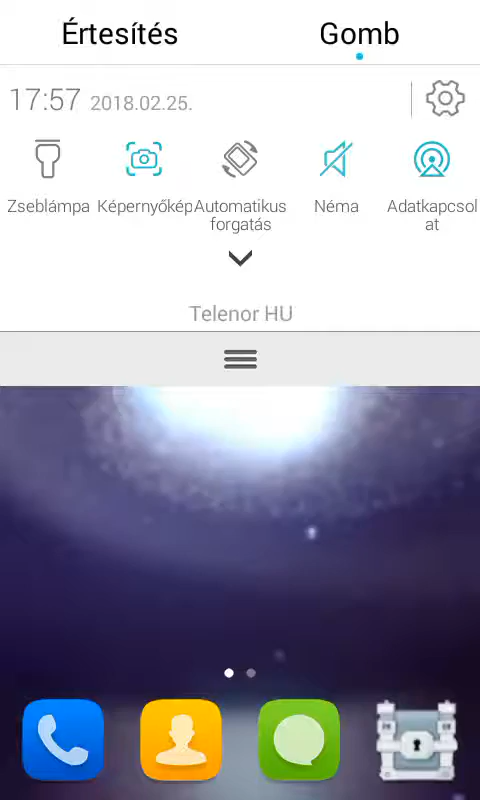 Értesítés Gomb
17:57 2018.02.25.
Zseblámpa Képernyőkép Automatikus forgatás Néma Adatkapcsolat
Telenor HU